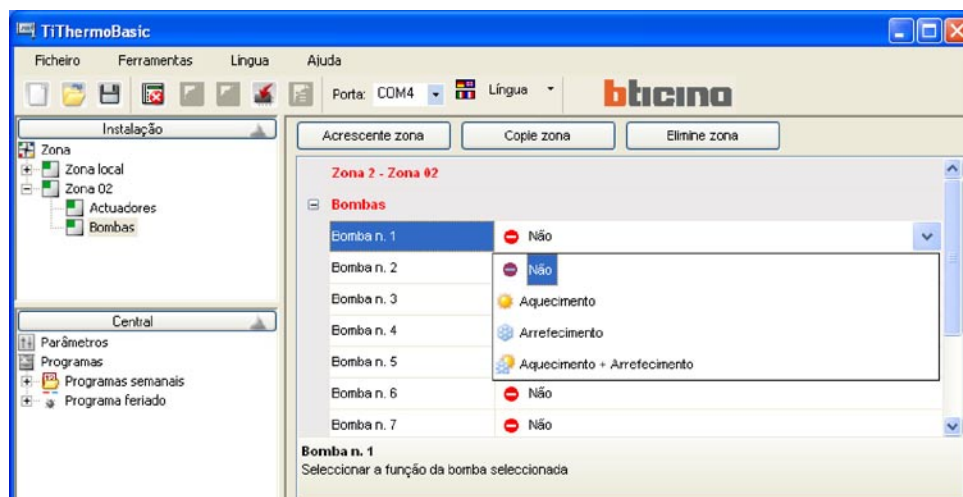 TiThermoBasic
Ficheiro Ferramentas Língua Ajuda
Porta: COM4 Língua bticino
Instalação
Zona
Zona local
Zona 02
Actuadores
Bombas
Central
Parâmetros
Programas
Programas semanais
Programa feriado
Acrescente zona Copie zona Elimine zona
Zona 2 - Zona 02
Bombas
Bomba n. 1 Não
Bomba n. 2 Não
Bomba n. 3 Aquecimento
Bomba n. 4 Arrefecimento
Bomba n. 5 Aquecimento + Arrefecimento
Bomba n. 6 Não
Bomba n. 7 Não
Bomba n. 1
Seleccionar a função da bomba seleccionada